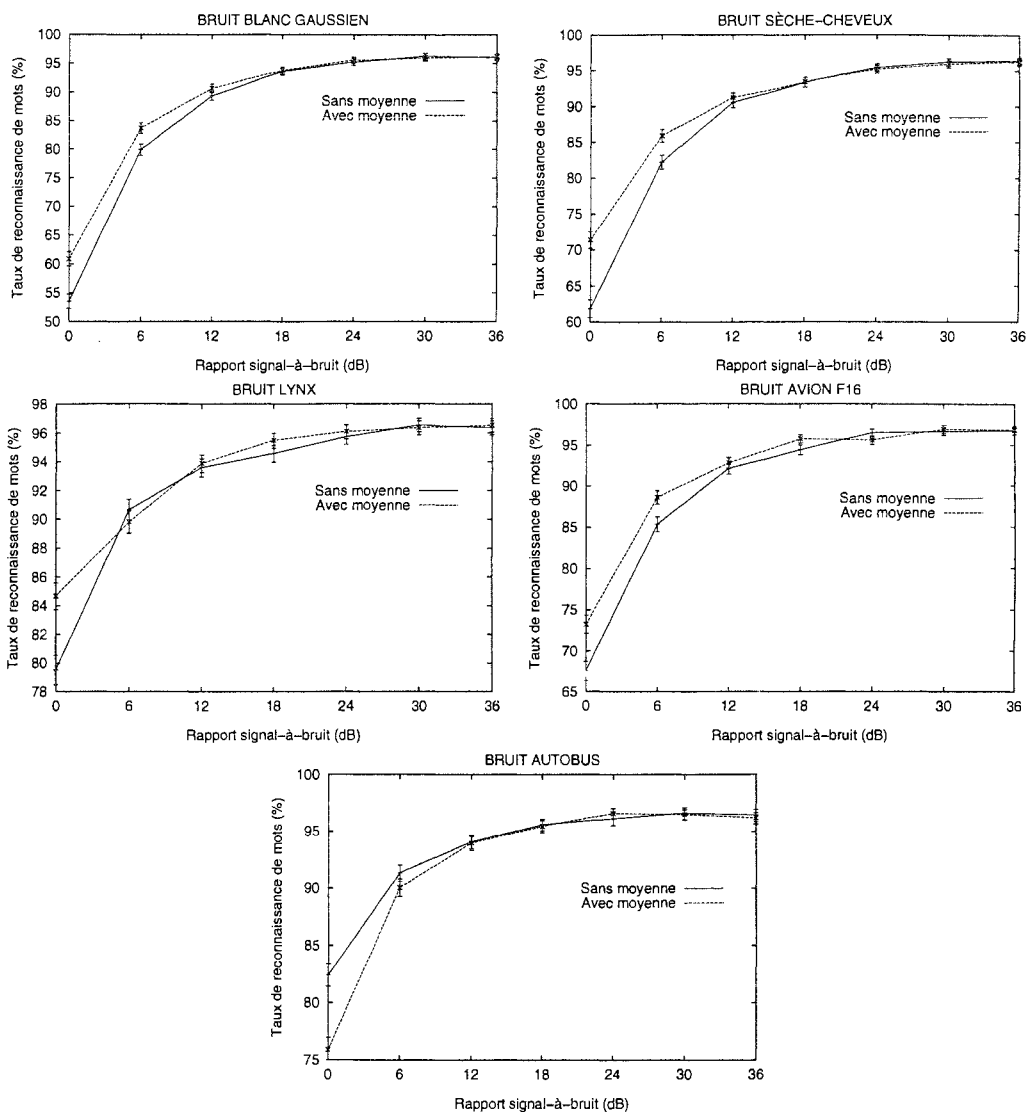 BRUIT BLANC GAUSSIEN
Taux de reconnaissance de mots (%)
100
95
90
85
80
75
70
65
60
55
50
Sans moyenne
Avec moyenne
0 6 12 18 24 30 36
Rapport signal-à-bruit (dB)
BRUIT SÈCHE-CHEVEUX
Taux de reconnaissance de mots (%)
100
95
90
85
80
75
70
65
60
Sans moyenne
Avec moyenne
0 6 12 18 24 30 36
Rapport signal-à-bruit (dB)
BRUIT LYNX
Taux de reconnaissance de mots (%)
98
96
94
92
90
88
86
84
82
80
78
Sans moyenne
Avec moyenne
0 6 12 18 24 30 36
Rapport signal-à-bruit (dB)
BRUIT AVION F16
Taux de reconnaissance de mots (%)
100
95
90
85
80
75
70
65
Sans moyenne
Avec moyenne
0 6 12 18 24 30 36
Rapport signal-à-bruit (dB)
BRUIT AUTOBUS
Taux de reconnaissance de mots (%)
100
95
90
85
80
75
Sans moyenne
Avec moyenne
0 6 12 18 24 30 36
Rapport signal-à-bruit (dB)